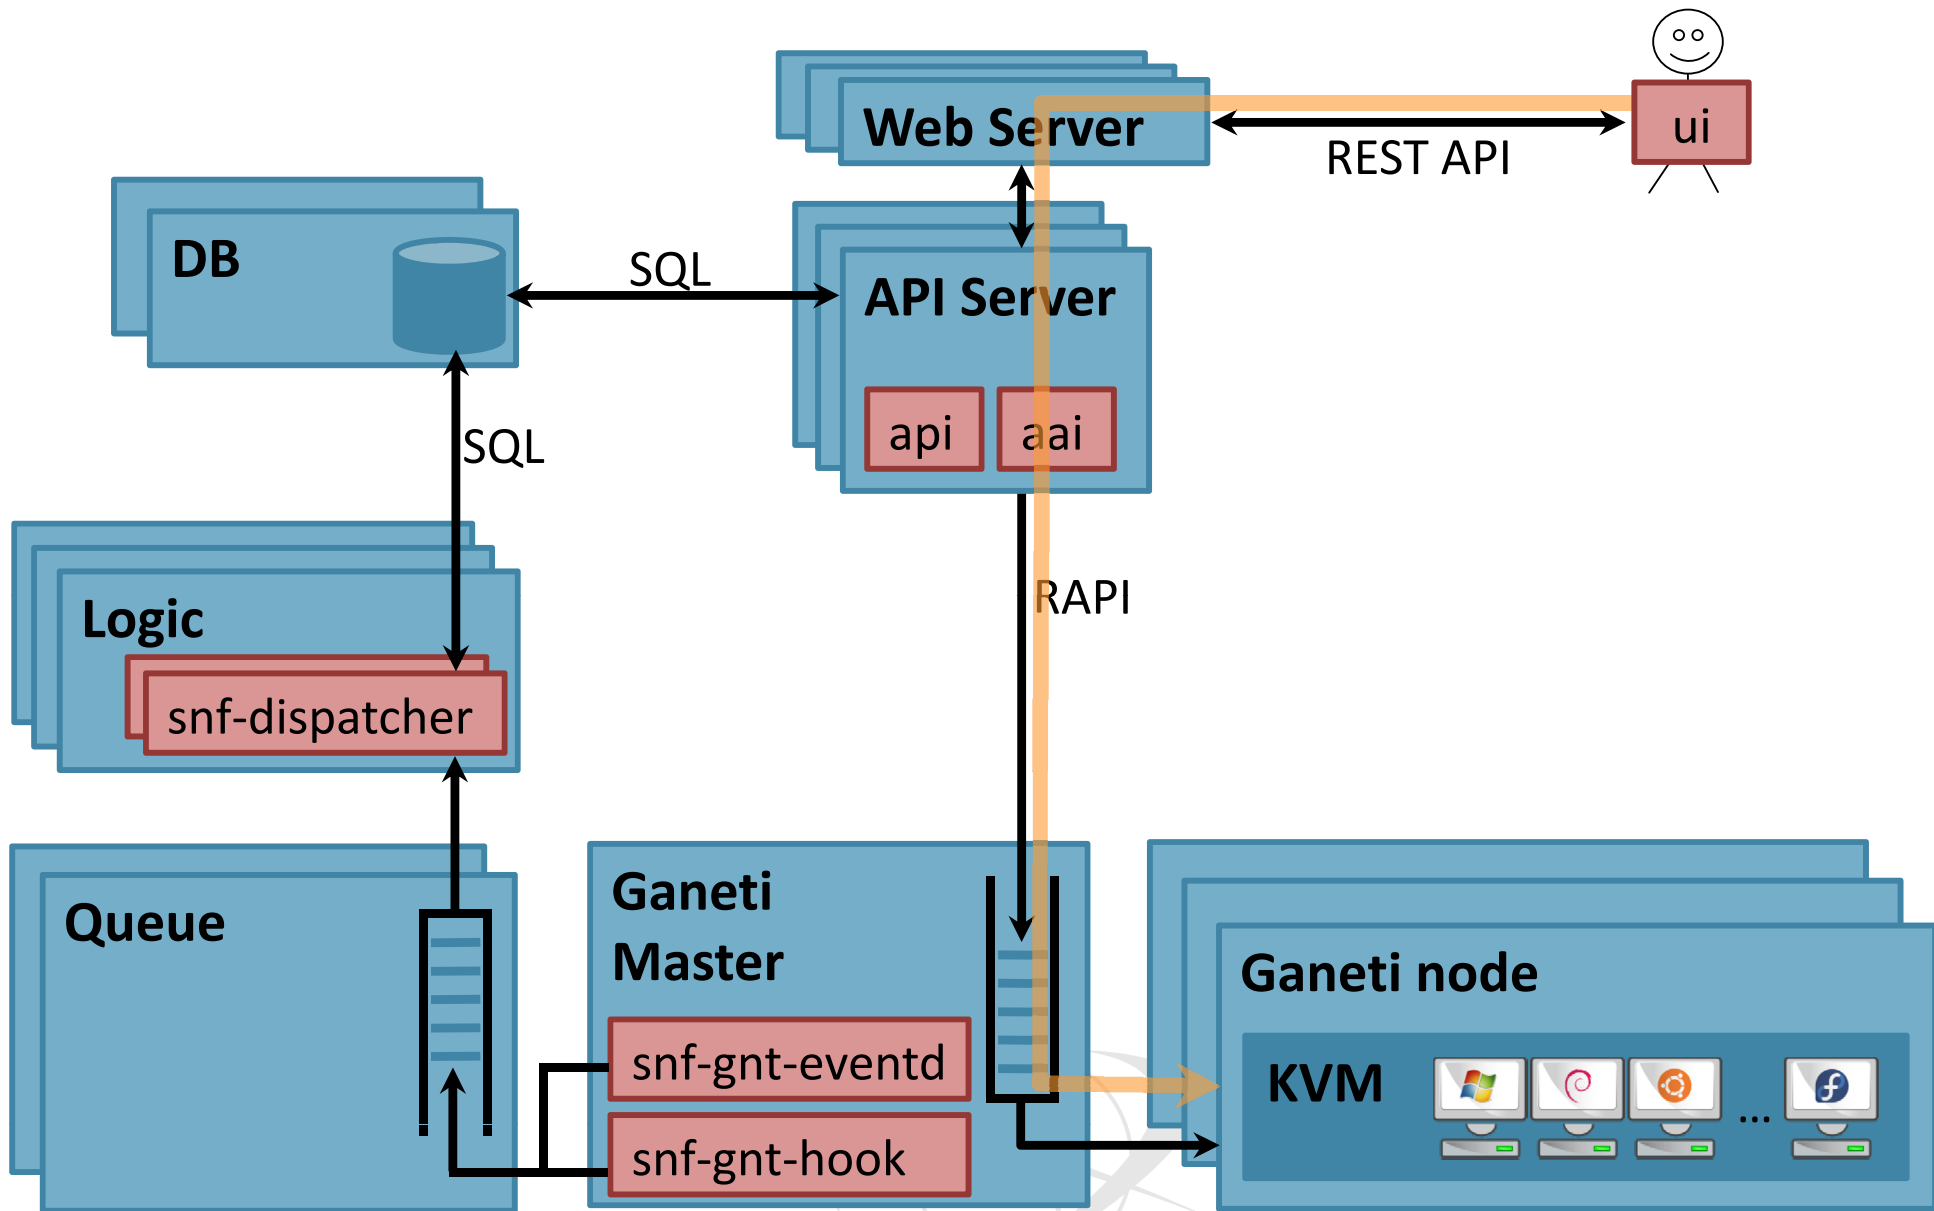 Web Server
ui
REST API
DB
SQL
API Server
api
aai
SQL
RAPI
Logic
snf-dispatcher
Queue
Ganeti
Master
snf-gnt-eventd
snf-gnt-hook
Ganeti node
KVM
...